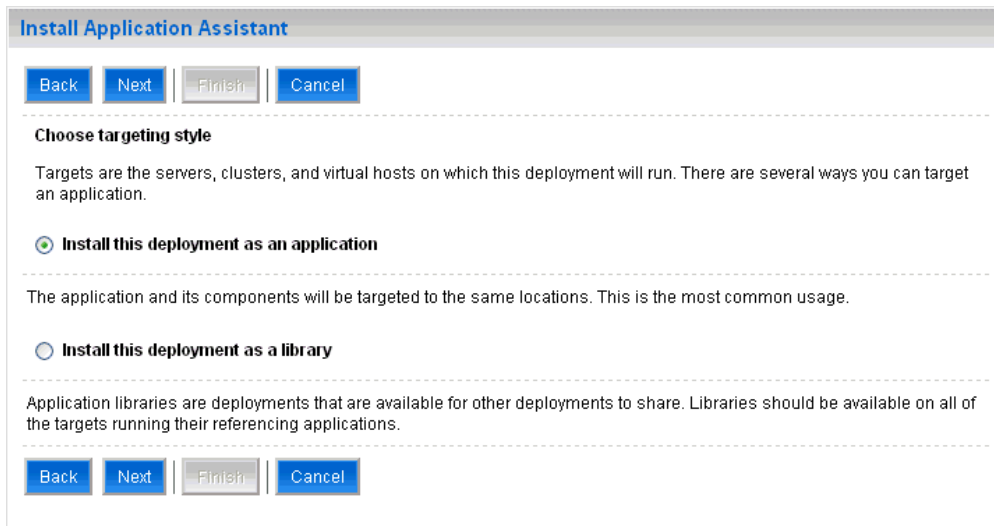 Install Application Assistant
Back Next Finish Cancel
Choose targeting style
Targets are the servers, clusters, and virtual hosts on which this deployment will run. There are several ways you can target
an application.
Install this deployment as an application
The application and its components will be targeted to the same locations. This is the most common usage.
Install this deployment as a library
Application libraries are deployments that are available for other deployments to share. Libraries should be available on all of
the targets running their referencing applications.
Back Next Finish Cancel